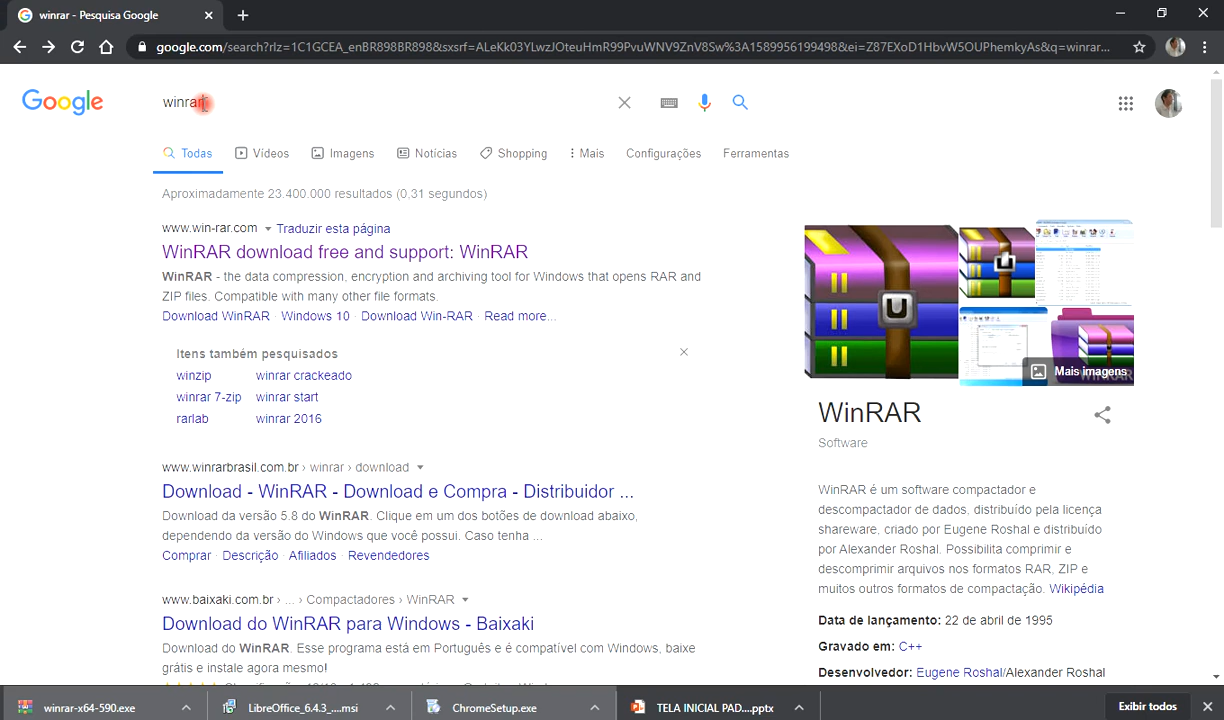 winrar - Pesquisa Google
google.com/search?rlz=1C1GCEA_enBR898BR898&sxsrf=ALeKk03YLwzJOteuHmR99PvuWNV9ZnV8Sw%3A1589956199498&ei=Z87EXoD1HbvW5OUPhemkyAs&q=winrar...
Google
winrar
Todas
Vídeos
Imagens
Notícias
Shopping
Mais
Configurações
Ferramentas
Aproximadamente 23.400.000 resultados (0,31 segundos)
www.win-rar.com Traduzir esta página
WinRAR download free and support: WinRAR
WinRAR - the data compression, encryption and archiving tool for Windows that opens RAR and
ZIP files. Compatible with many other file formats.
Download WinRAR · Windows 10 · Download Win-RAR · Read more...
Itens também pesquisados
winzip winrar crackeado
winrar 7-zip winrar start
rarlab winrar 2016
www.winrarbrasil.com.br › winrar › download
Download - WinRAR - Download e Compra - Distribuidor ...
Download da versão 5.8 do WinRAR. Clique em um dos botões de download abaixo,
dependendo da versão do Windows que você possui. Caso tenha ...
Comprar · Descrição · Afiliados · Revendedores
www.baixaki.com.br › ... › Compactadores › WinRAR
Download do WinRAR para Windows - Baixaki
Download do WinRAR. Esse programa está em Português e é compatível com Windows, baixe
grátis e instale agora mesmo!
Mais imagens
WinRAR
Software
WinRAR é um software compactador e
descompactador de dados, distribuído pela licença
shareware, criado por Eugene Roshal e distribuído
por Alexander Roshal. Possibilita comprimir e
descomprimir arquivos nos formatos RAR, ZIP e
muitos outros formatos de compactação. Wikipédia
Data de lançamento: 22 de abril de 1995
Gravado em: C++
Desenvolvedor: Eugene Roshal/Alexander Roshal
winrar-x64-590.exe
LibreOffice_6.4.3_....msi
ChromeSetup.exe
TELA INICIAL PAD....pptx
Exibir todos